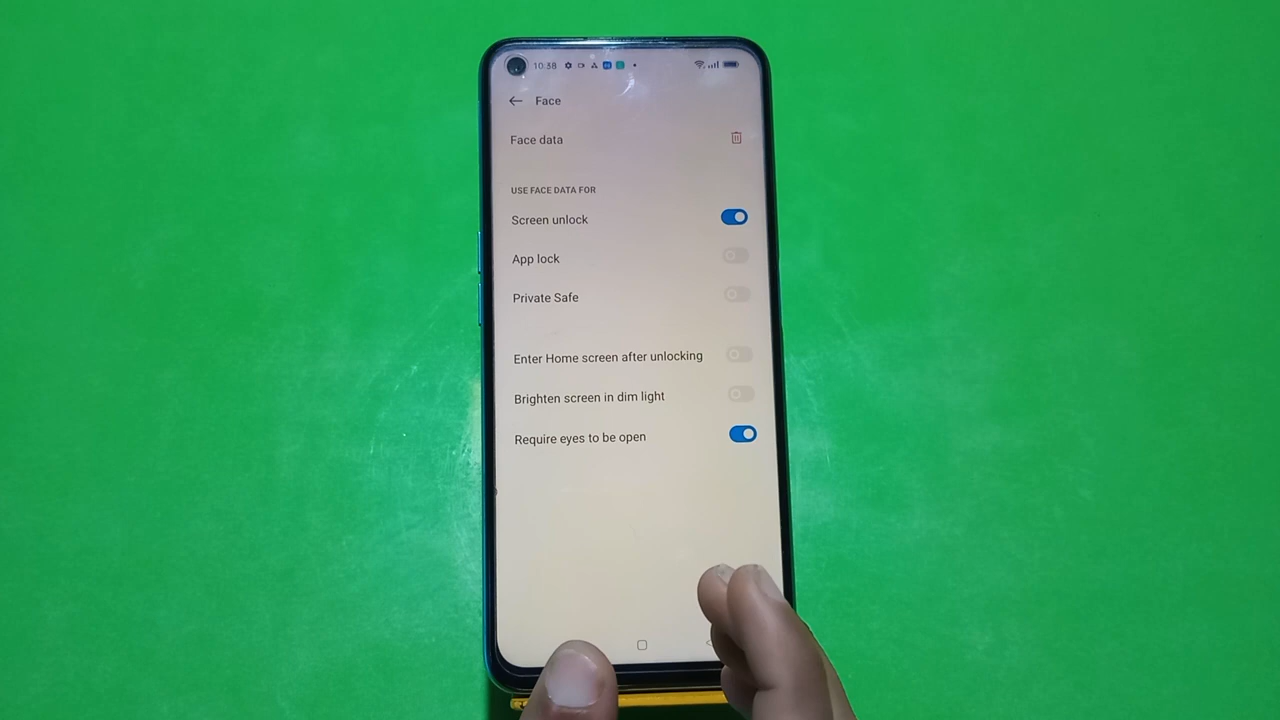 10:38
Face
Face data
USE FACE DATA FOR
Screen unlock
App lock
Private Safe
Enter Home screen after unlocking
Brighten screen in dim light
Require eyes to be open